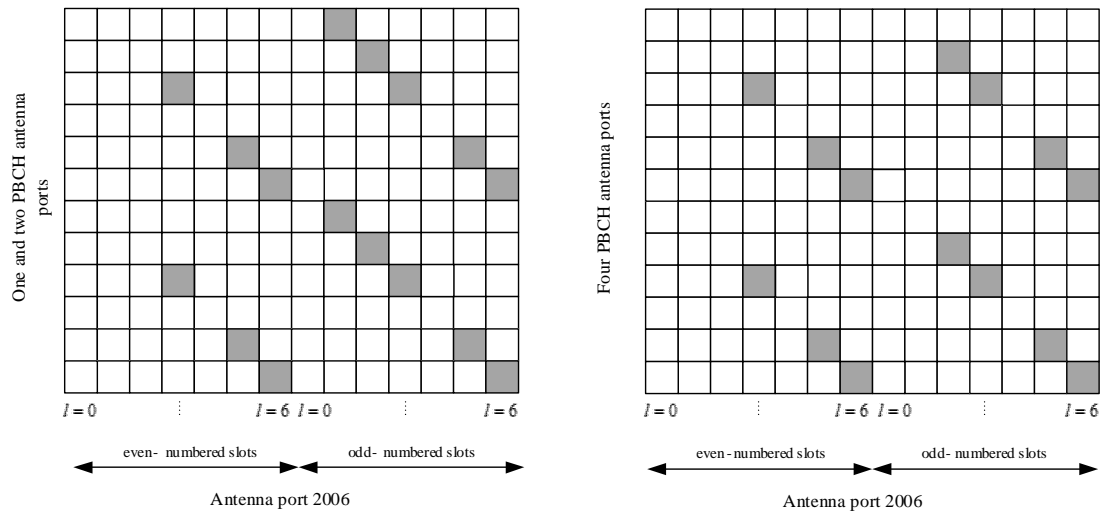 One and two PBCH antenna
ports
l = 0
l = 6
l = 0
l = 6
even- numbered slots
odd- numbered slots
Antenna port 2006
Four PBCH antenna ports
l = 0
l = 6
l = 0
l = 6
even- numbered slots
odd- numbered slots
Antenna port 2006